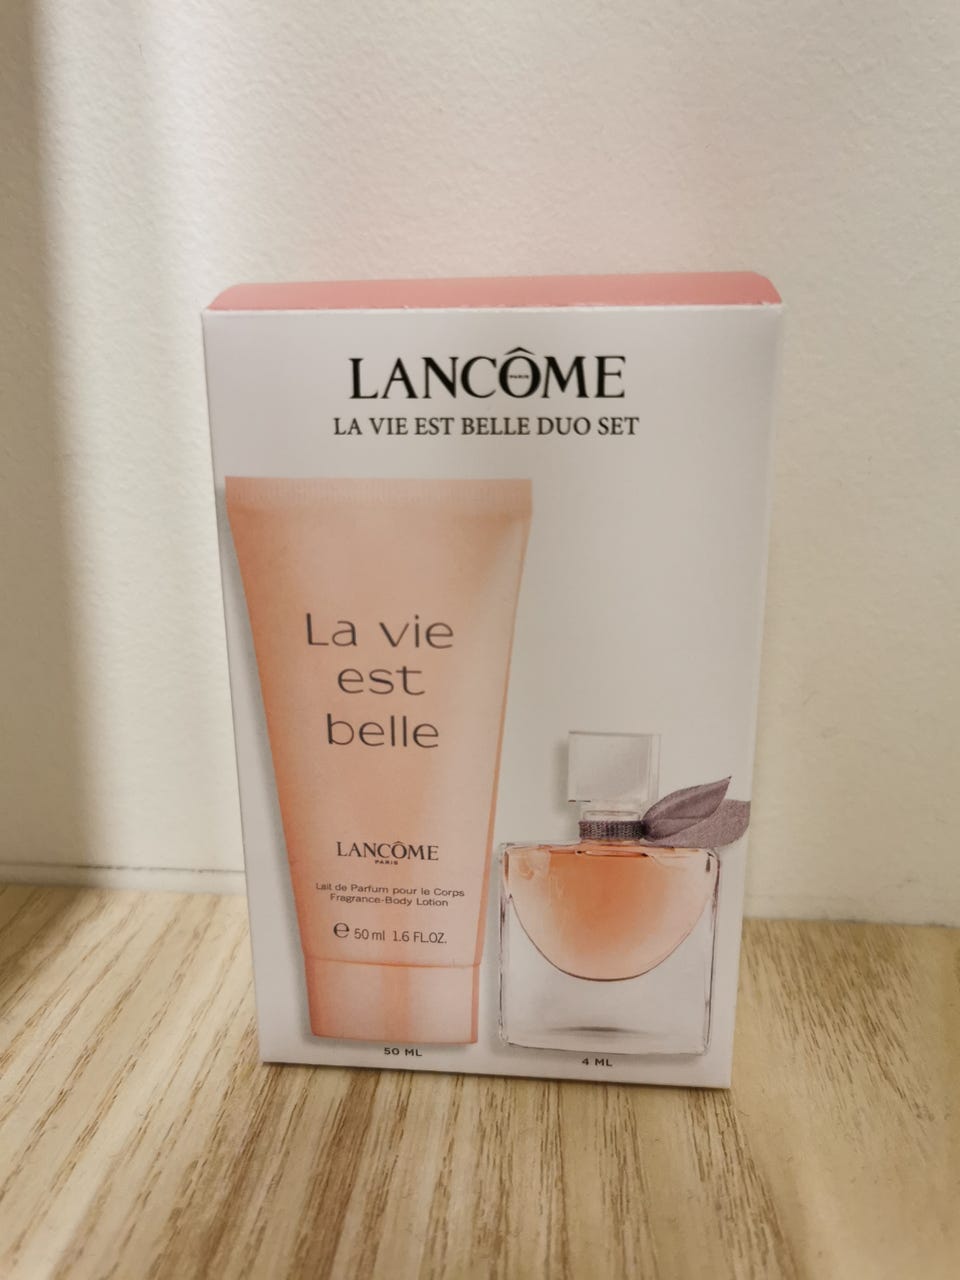 LANCÔME
PARIS
LA VIE EST BELLE DUO SET
La vie
est
belle
LANCÔME
PARIS
Lait de Parfum pour le Corps
Fragrance-Body Lotion
℮ 50 ml 1.6 FL.OZ.
50 ML
4 ML